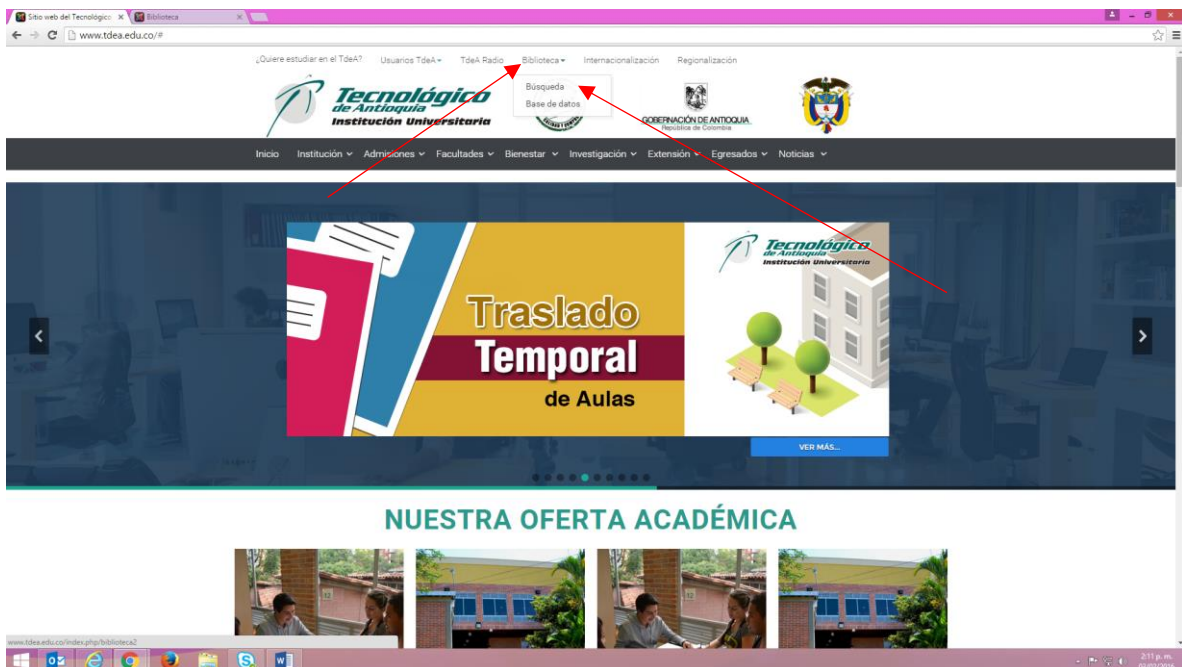 Sitio web del Tecnológico
Biblioteca
www.tdea.edu.co/#
¿Quiere estudiar en el TdeA? Usuarios TdeA TdeA Radio Biblioteca Internacionalización Regionalización
Búsqueda
Base de datos
Tecnológico
de Antioquia
Institución Universitaria
GOBERNACIÓN DE ANTIOQUIA
República de Colombia
Inicio Institución Admisiones Facultades Bienestar Investigación Extensión Egresados Noticias
Tecnológico
de Antioquia
Institución Universitaria
Traslado
Temporal
de Aulas
VER MÁS...
NUESTRA OFERTA ACADÉMICA
www.tdea.edu.co/index.php/biblioteca2
2:11 p. m.